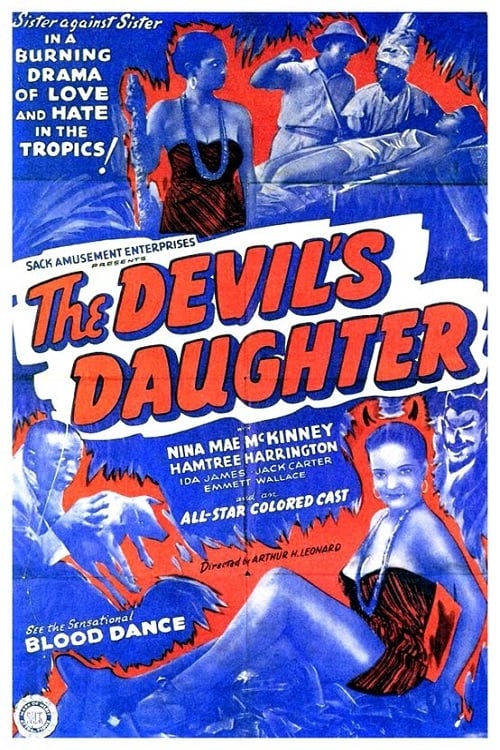 Sister against Sister
IN A
BURNING
DRAMA
OF LOVE
AND HATE
IN THE
TROPICS!
SACK AMUSEMENT ENTERPRISES
PRESENTS
THE DEVIL'S
DAUGHTER
NINA MAE McKINNEY
HAMTREE HARRINGTON
IDA JAMES - JACK CARTER
EMMETT WALLACE
and an
ALL-STAR COLORED CAST
Directed by ARTHUR H. LEONARD
SEE the Sensational
BLOOD DANCE